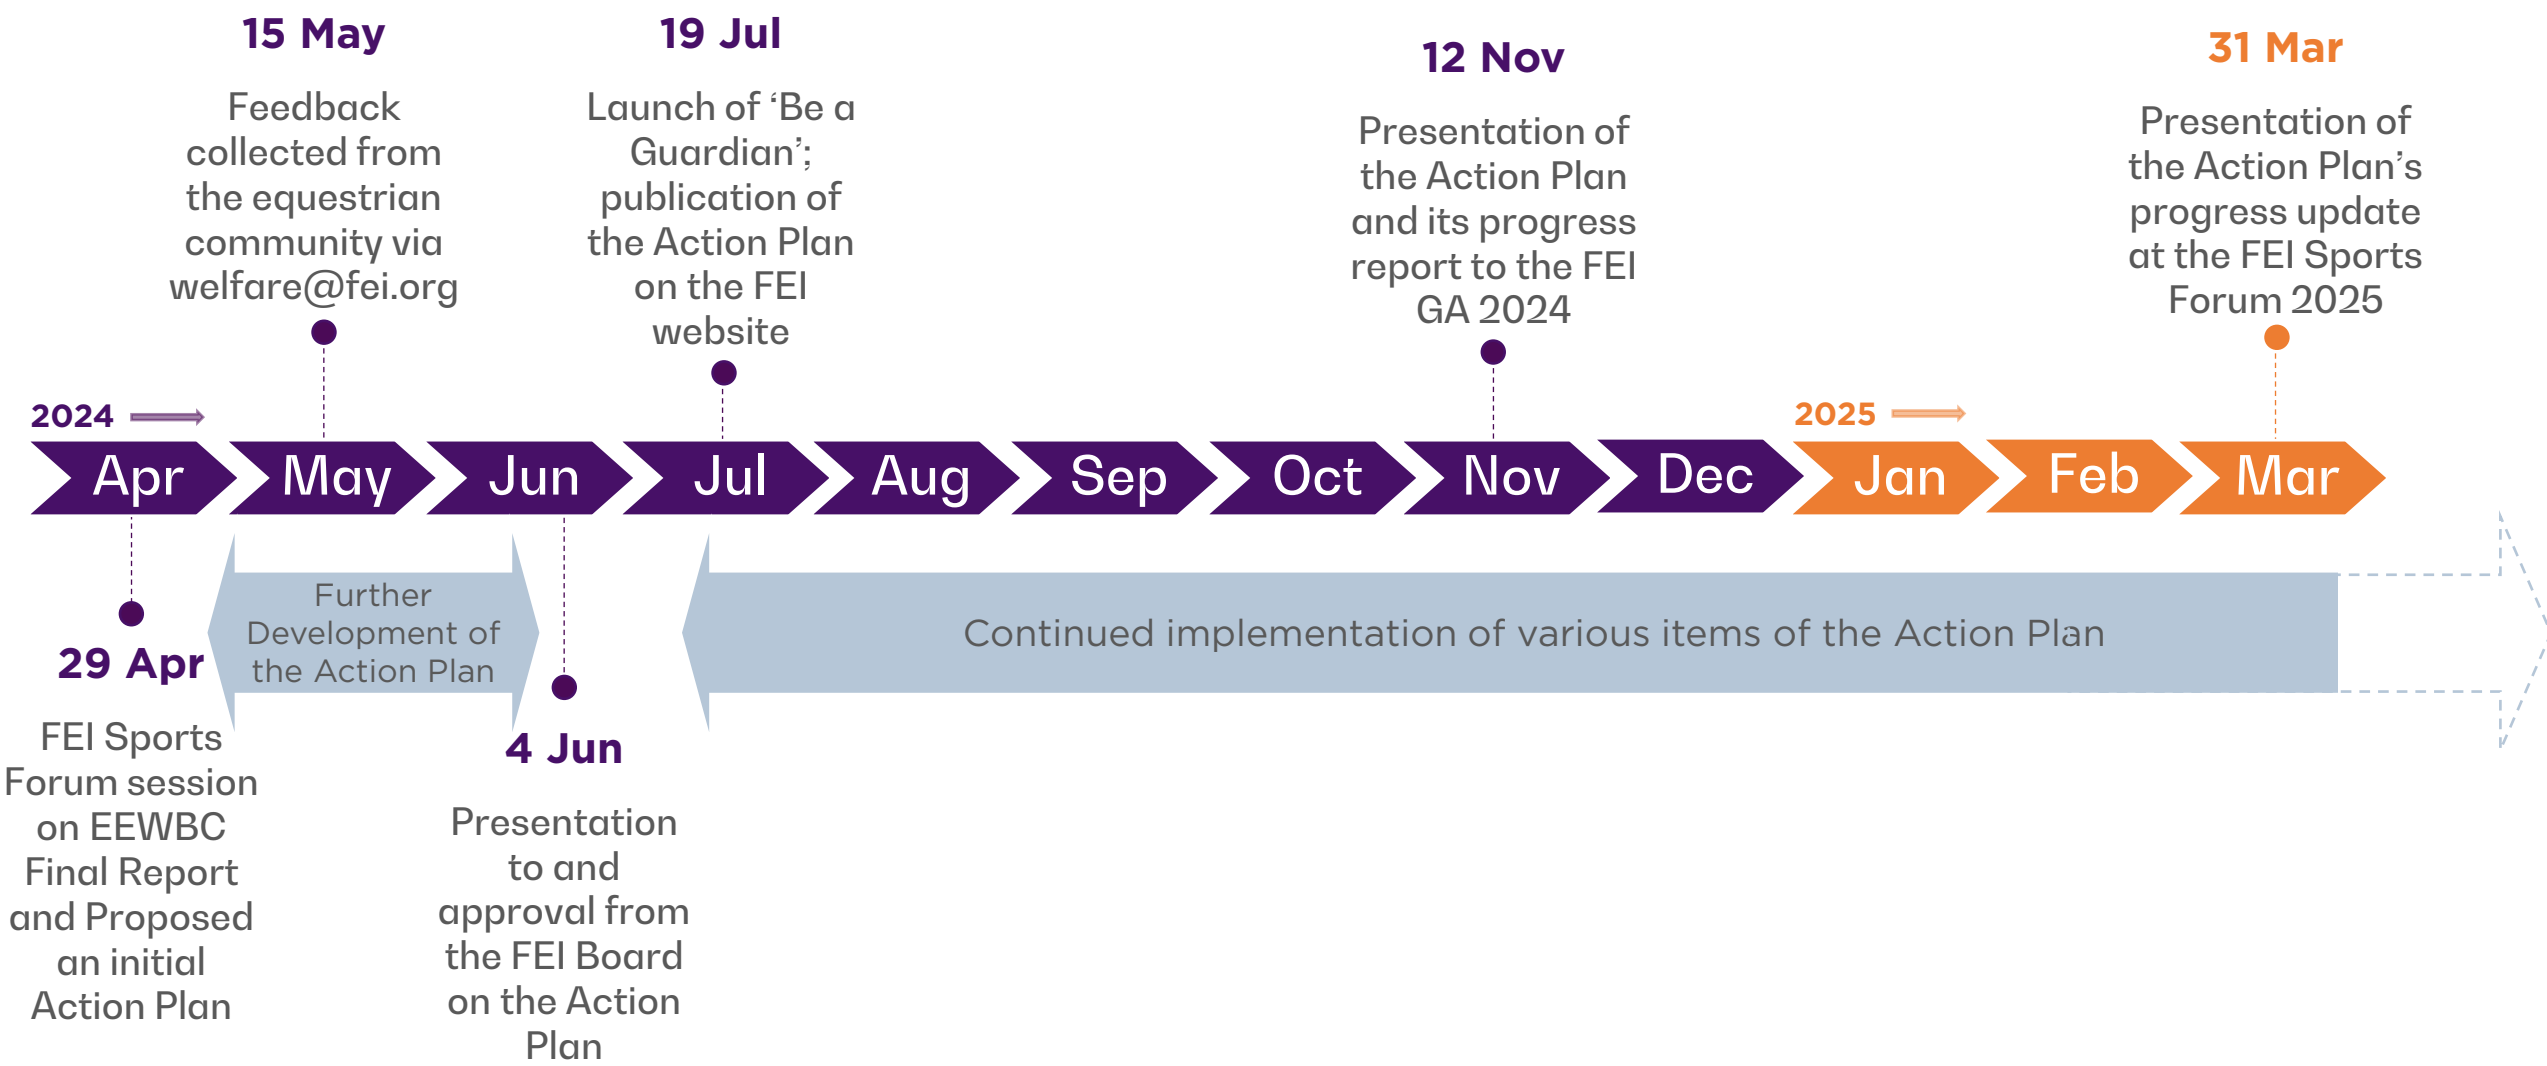 15 May
Feedback
collected from
the equestrian
community via
welfare@fei.org
19 Jul
Launch of ‘Be a
Guardian’;
publication of
the Action Plan
on the FEI
website
12 Nov
Presentation of
the Action Plan
and its progress
report to the FEI
GA 2024
31 Mar
Presentation of
the Action Plan’s
progress update
at the FEI Sports
Forum 2025
2024
2025
Apr
May
Jun
Jul
Aug
Sep
Oct
Nov
Dec
Jan
Feb
Mar
Further
Development of
the Action Plan
Continued implementation of various items of the Action Plan
29 Apr
FEI Sports
Forum session
on EEWBC
Final Report
and Proposed
an initial
Action Plan
4 Jun
Presentation
to and
approval from
the FEI Board
on the Action
Plan